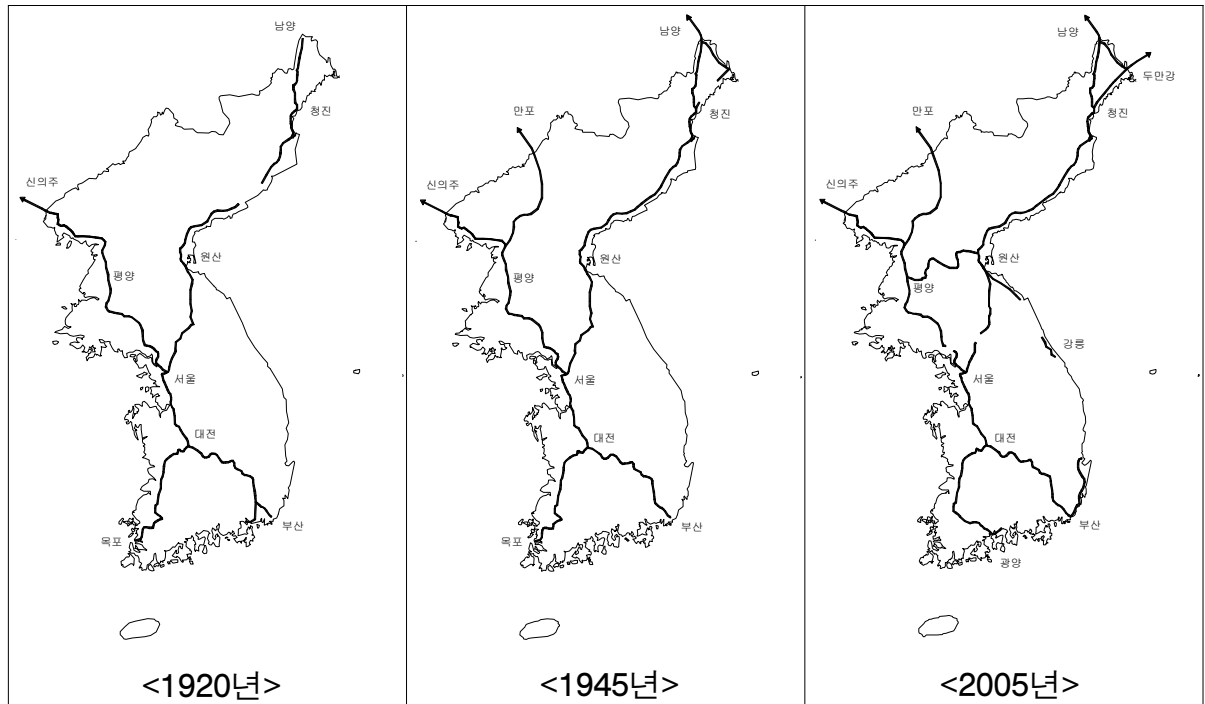 남양
청진
신의주
평양
원산
서울
대전
부산
목포
<1920년>
남양
만포
청진
신의주
평양
원산
서울
대전
부산
목포
<1945년>
남양
두만강
만포
청진
신의주
원산
평양
강릉
서울
대전
부산
광양
<2005년>